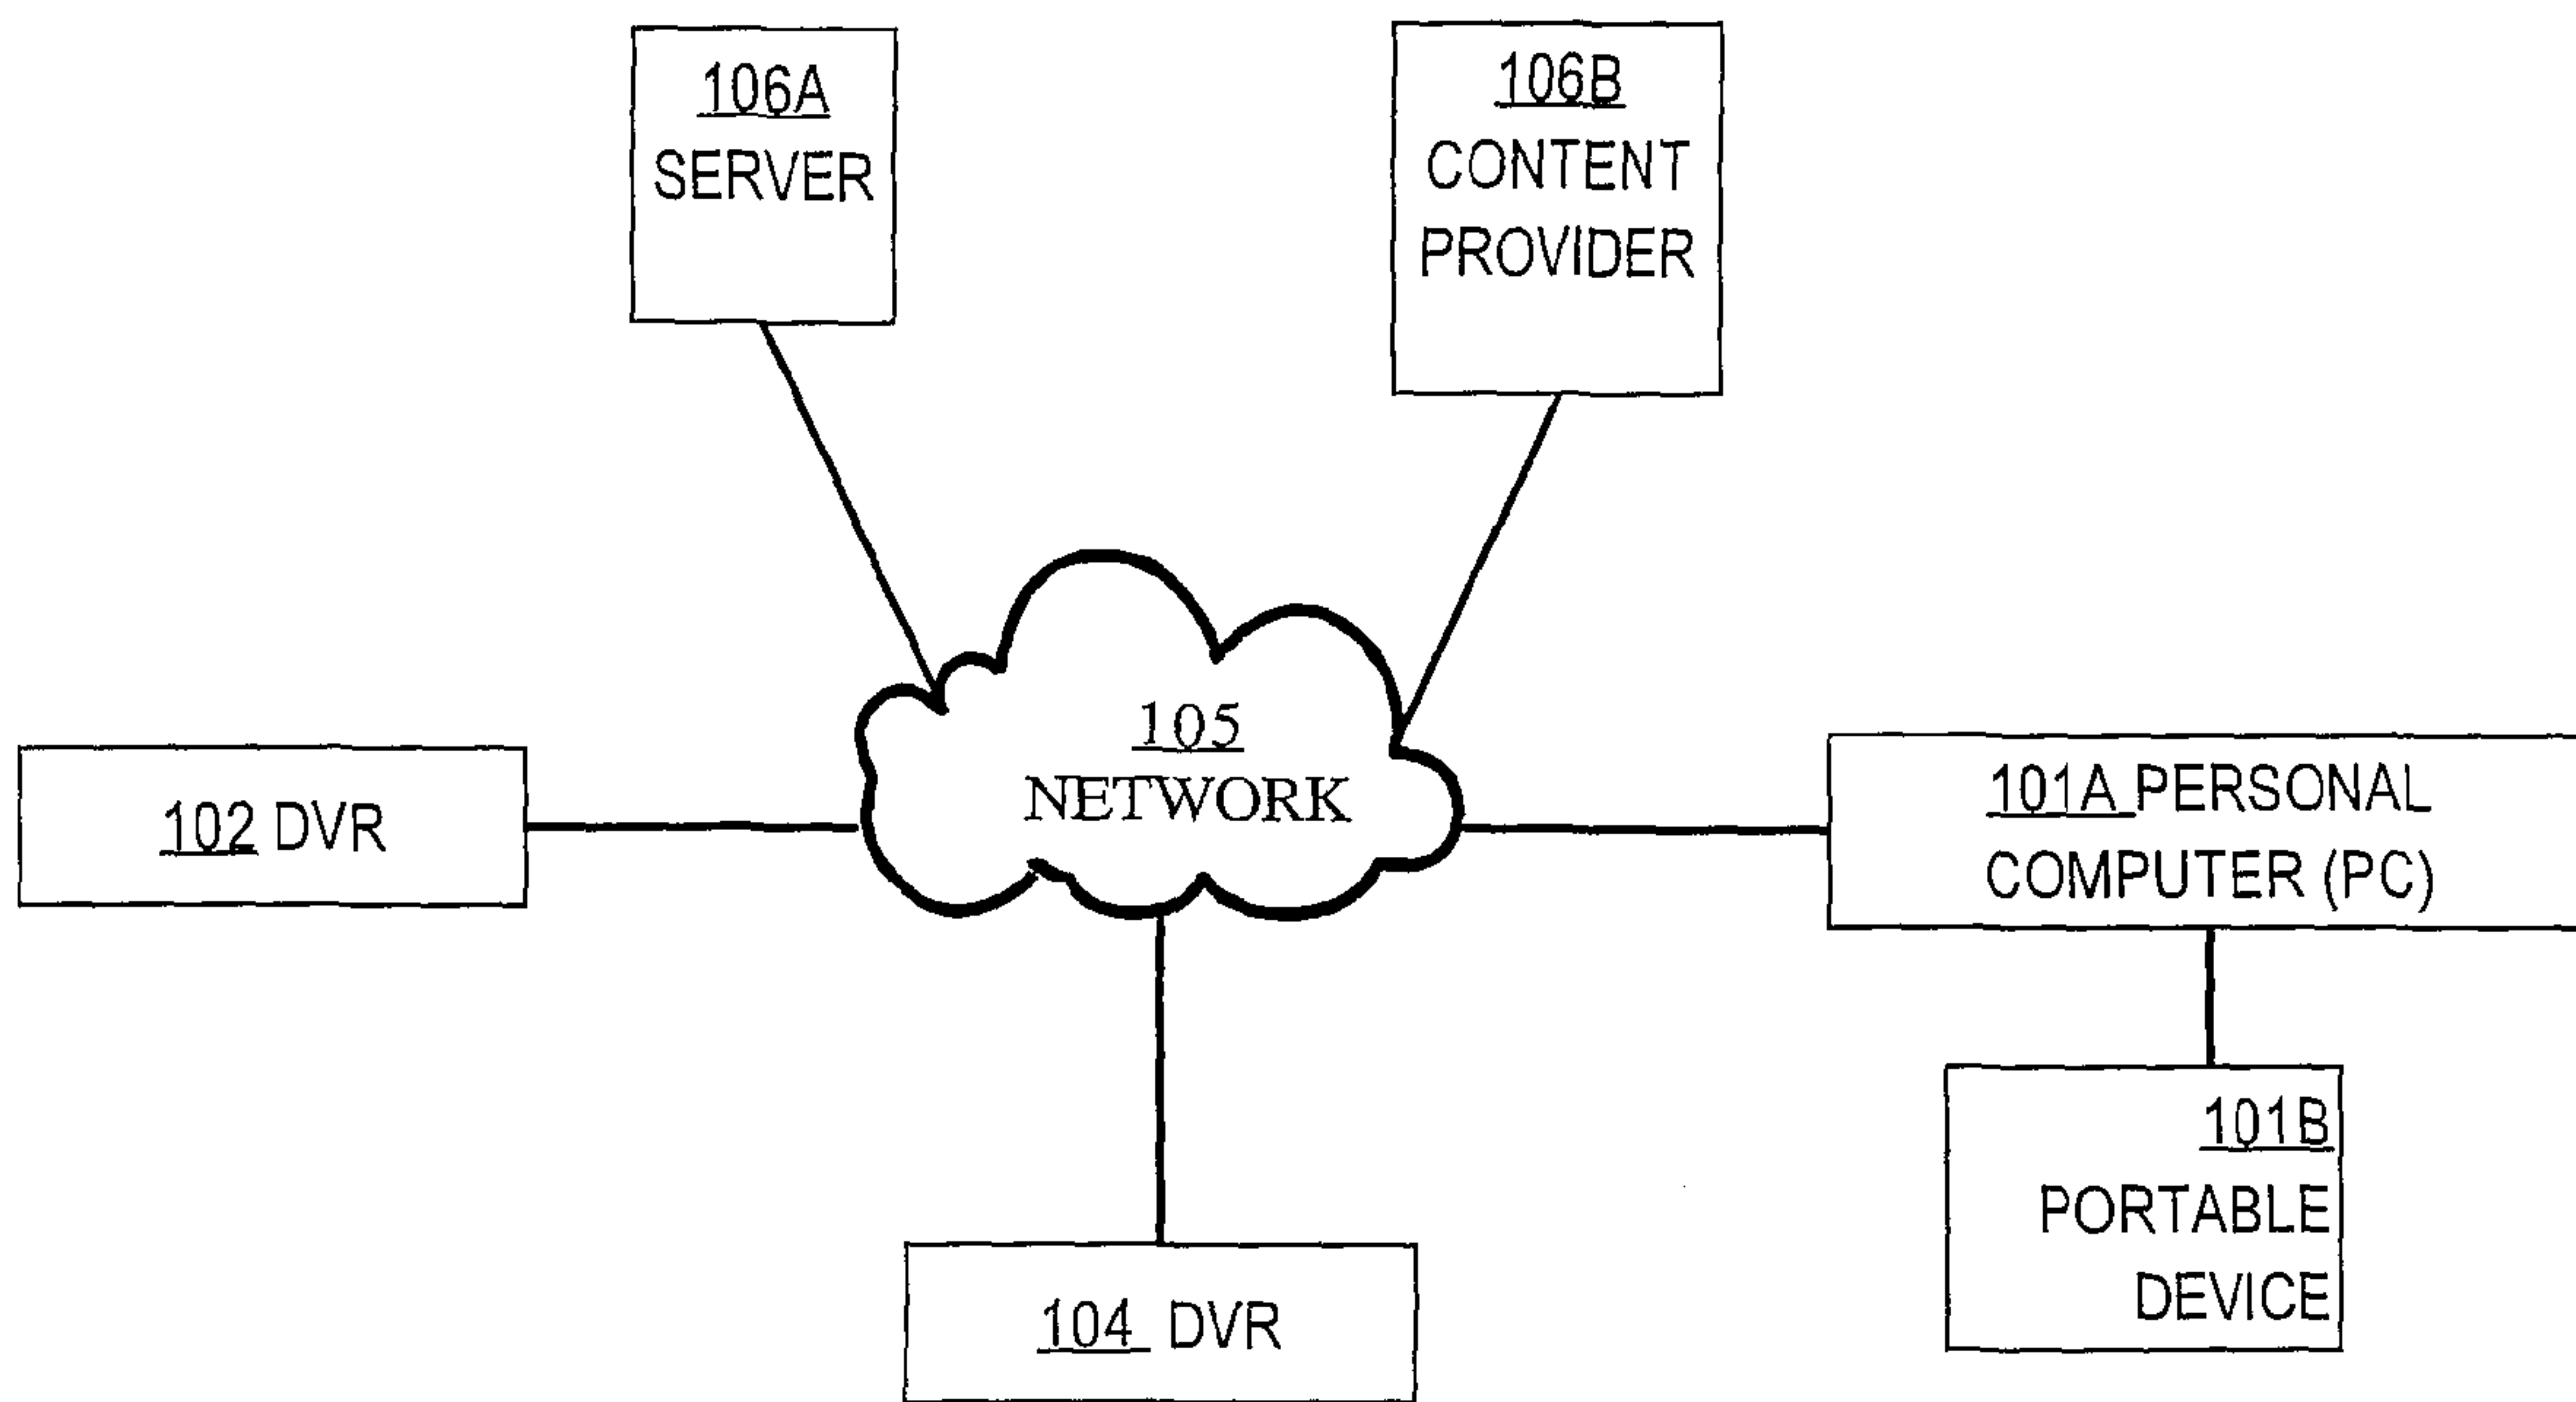 106A
SERVER
106B
CONTENT
PROVIDER
105
NETWORK
102 DVR
101A PERSONAL
COMPUTER (PC)
104 DVR
101B
PORTABLE
DEVICE